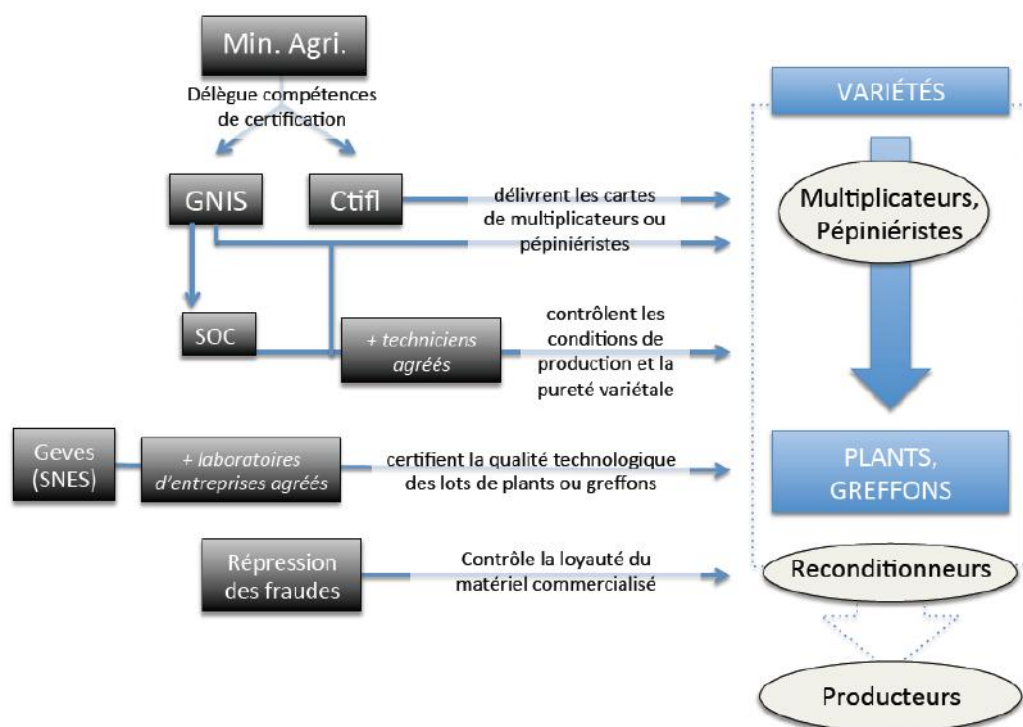 Min. Agri.
Délègue compétences
de certification
GNIS
Ctifl
délivrent les cartes
de multiplicateurs ou
pépiniéristes
SOC
+ techniciens
agréés
contrôlent les
conditions de
production et la
pureté variétale
Geves
(SNES)
+ laboratoires
d'entreprises agréés
certifient la qualité technologique
des lots de plants ou greffons
Répression
des fraudes
Contrôle la loyauté du
matériel commercialisé
VARIÉTÉS
Multiplicateurs,
Pépiniéristes
PLANTS,
GREFFONS
Reconditionneurs
Producteurs